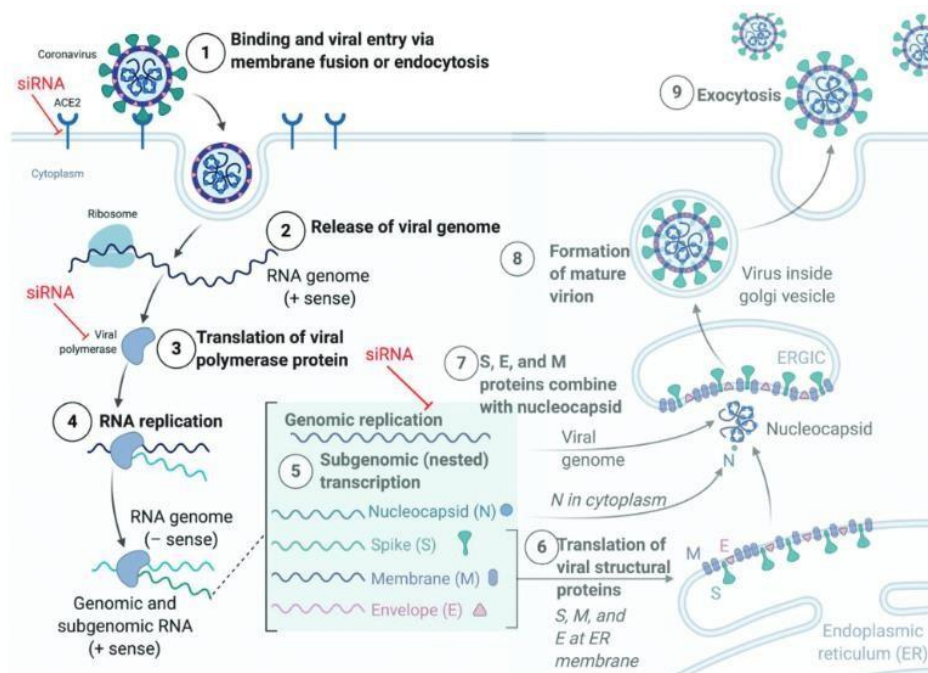 Coronavirus
siRNA
ACE2
1
Binding and viral entry via
membrane fusion or endocytosis
Cytoplasm
Ribosome
2
Release of viral genome
RNA genome
(+ sense)
siRNA
Viral
polymerase
3
Translation of viral
polymerase protein
4
RNA replication
RNA genome
(− sense)
Genomic and
subgenomic RNA
(+ sense)
siRNA
Genomic replication
5
Subgenomic (nested)
transcription
Nucleocapsid (N)
Spike (S)
Membrane (M)
Envelope (E)
6
Translation of
viral structural
proteins
S, M, and
E at ER
membrane
M
E
S
Endoplasmic
reticulum (ER)
7
S, E, and M
proteins combine
with nucleocapsid
Viral
genome
N in cytoplasm
N
Nucleocapsid
ERGIC
8
Formation
of mature
virion
Virus inside
golgi vesicle
9
Exocytosis